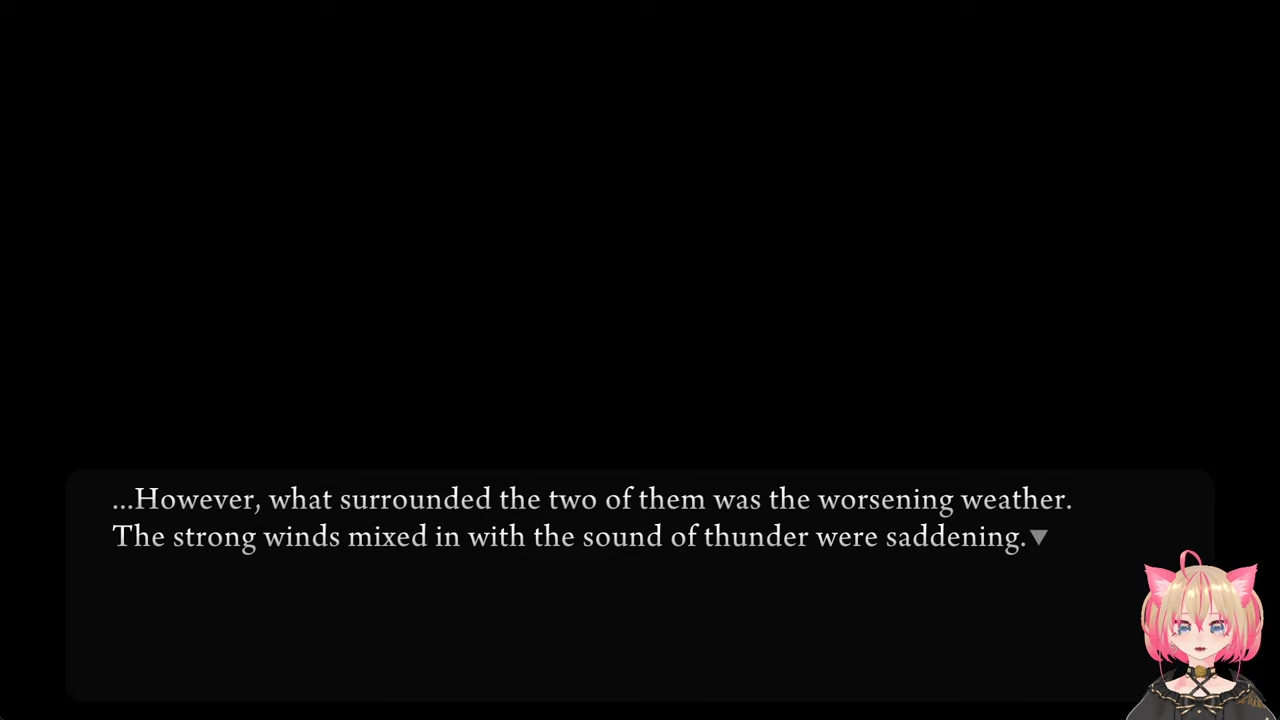 ...However, what surrounded the two of them was the worsening weather.
The strong winds mixed in with the sound of thunder were saddening.